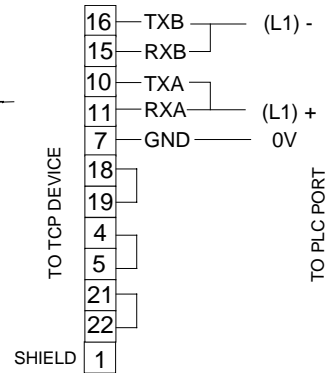 16 TXB (L1) -
15 RXB
10 TXA
11 RXA (L1) +
7 GND 0V
18
19
4
5
21
22
SHIELD 1
TO TCP DEVICE
TO PLC PORT